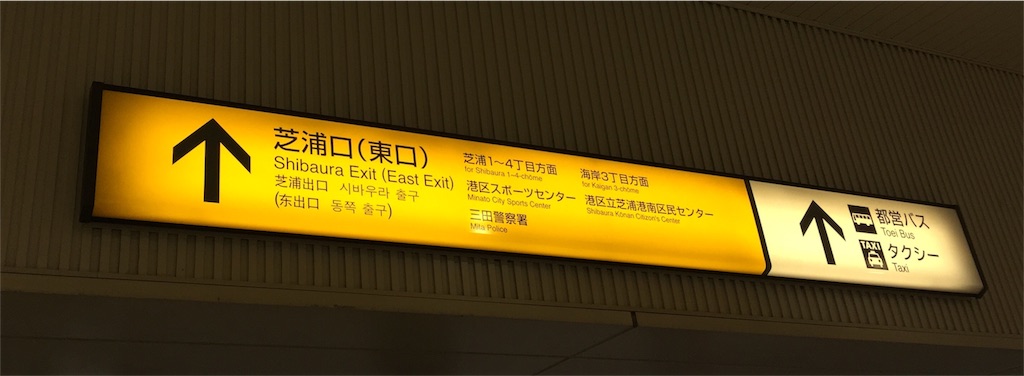 芝浦口(東口)
Shibaura Exit (East Exit)
芝浦出口 시바우라 출구
(东出口 동쪽 출구)
芝浦1~4丁目方面
for Shibaura 1–4-chōme
港区スポーツセンター
Minato City Sports Center
三田警察署
Mita Police
海岸3丁目方面
for Kaigan 3-chōme
港区立芝浦港南区民センター
Shibaura Kōnan Citizen's Center
都営バス
Toei Bus
TAXI
タクシー
Taxi